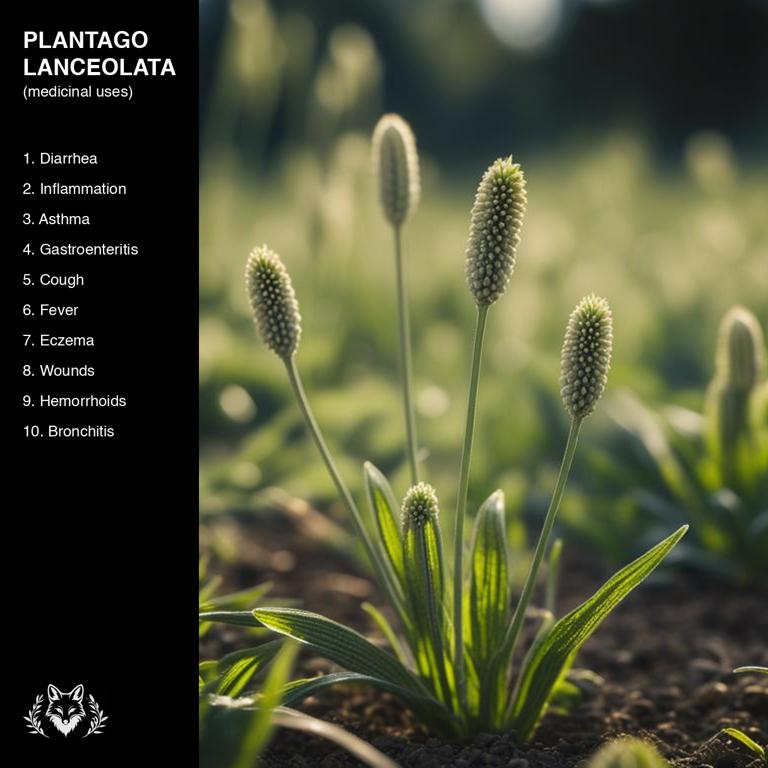 PLANTAGO
LANCEOLATA
(medicinal uses)
1. Diarrhea
2. Inflammation
3. Asthma
4. Gastroenteritis
5. Cough
6. Fever
7. Eczema
8. Wounds
9. Hemorrhoids
10. Bronchitis